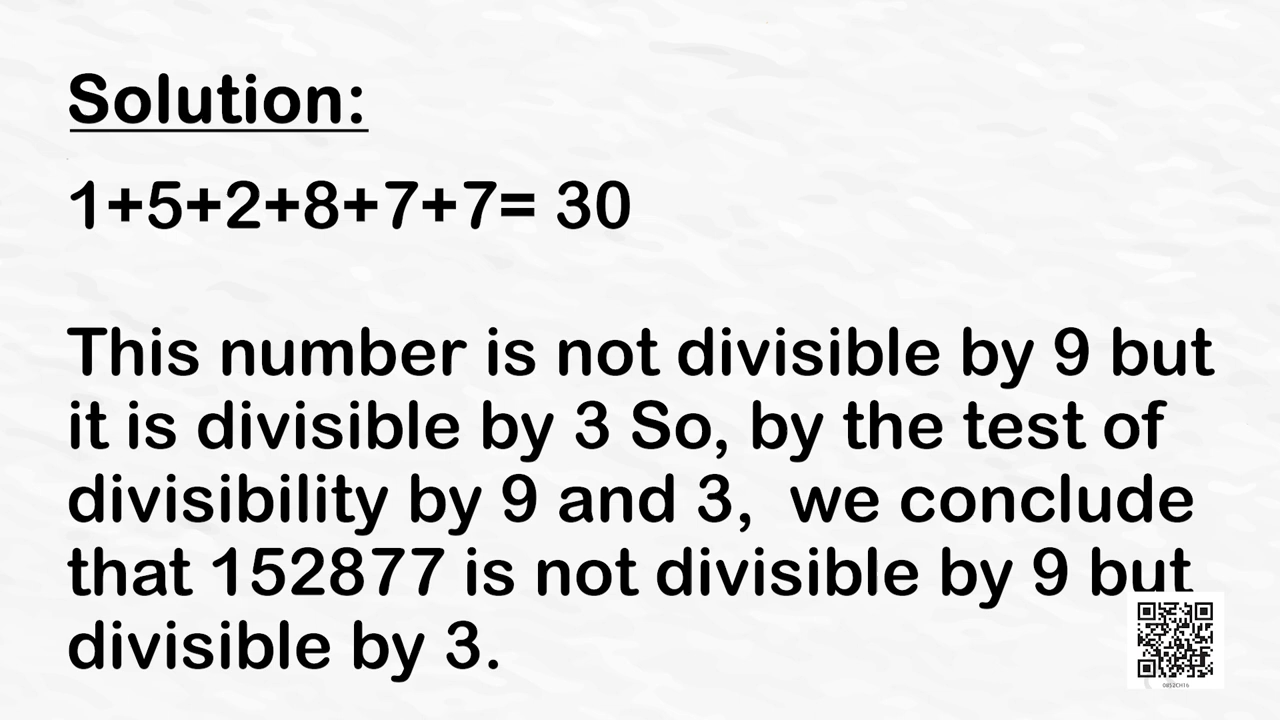 Solution:
1+5+2+8+7+7= 30
This number is not divisible by 9 but
it is divisible by 3 So, by the test of
divisibility by 9 and 3,  we conclude
that 152877 is not divisible by 9 but
divisible by 3.
0852CH16